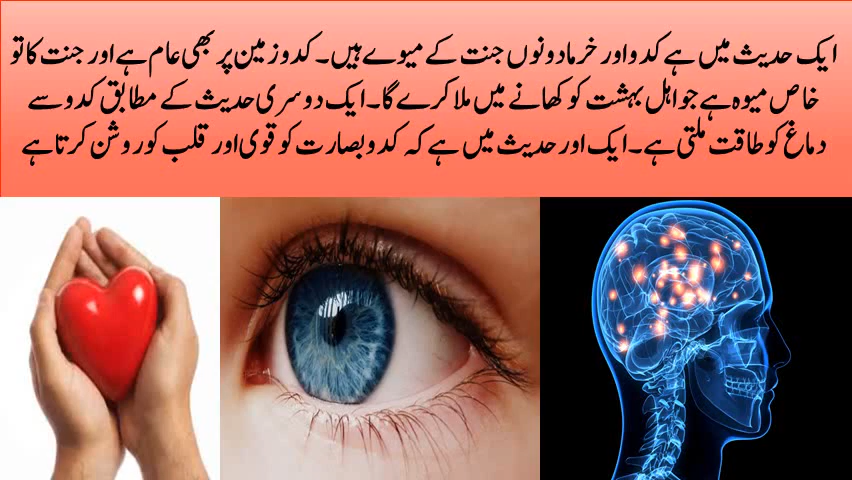 ایک حدیث میں ہے کدو اور خرما دونوں جنت کے میوے ہیں۔ کدو زمین پر بھی عام ہے اور جنت کا تو
خاص میوہ ہے جو اہل بہشت کو کھانے میں ملا کرے گا۔ ایک دوسری حدیث کے مطابق کدو سے
دماغ کو طاقت ملتی ہے۔ ایک اور حدیث میں ہے کہ کدو بصارت کو قوی اور قلب کو روشن کرتا ہے